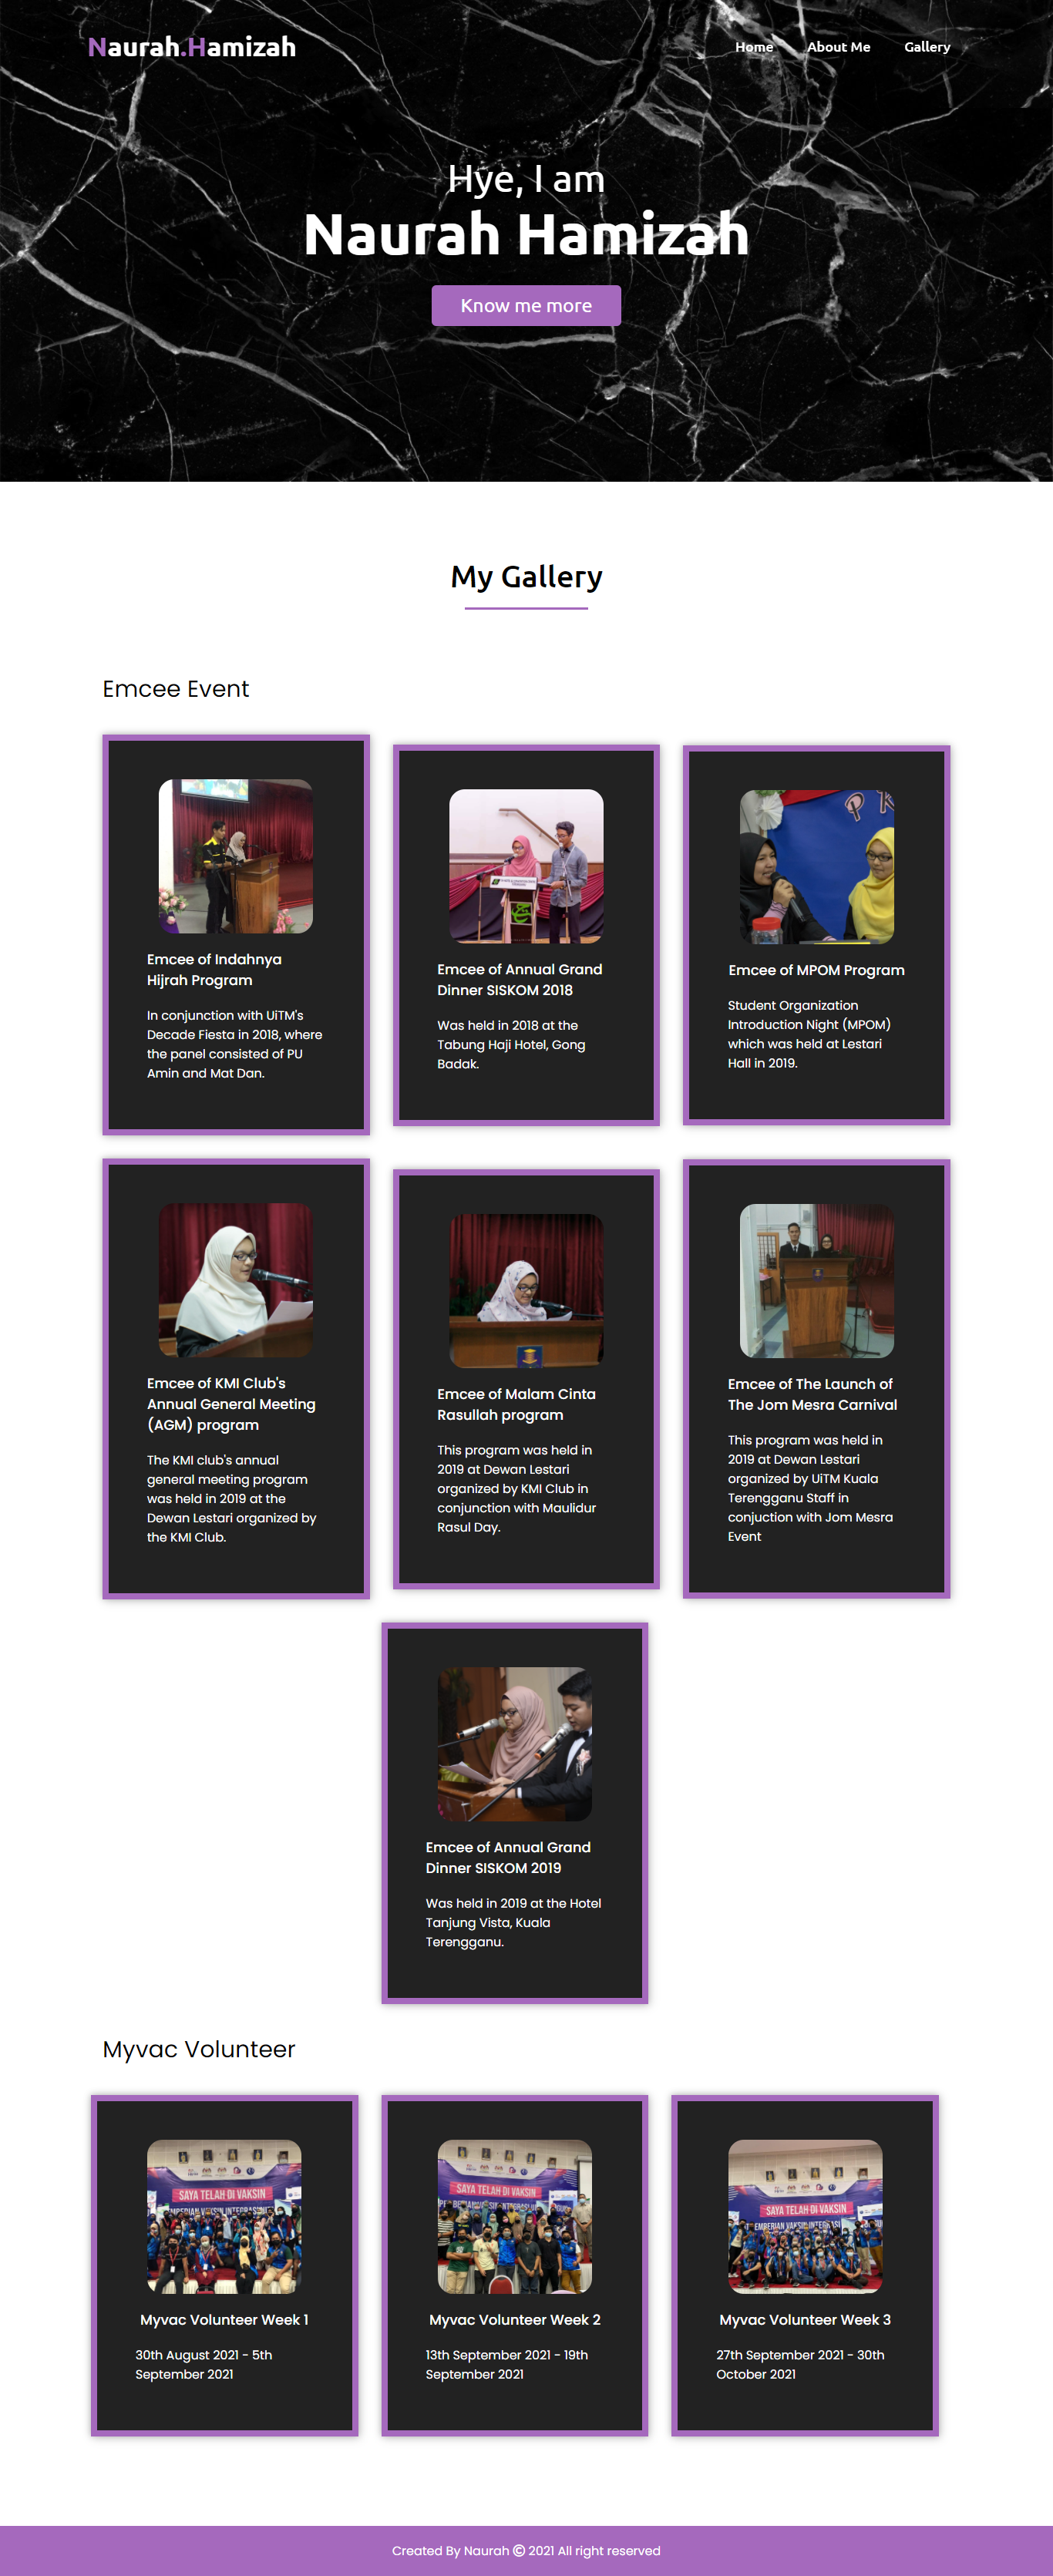 Naurah.Hamizah
Home
About Me
Gallery
Hye, I am
Naurah Hamizah
Know me more
My Gallery
Emcee Event
Emcee of Indahnya
Hijrah Program
In conjunction with UiTM's
Decade Fiesta in 2018, where
the panel consisted of PU
Amin and Mat Dan.
Emcee of Annual Grand
Dinner SISKOM 2018
Was held in 2018 at the
Tabung Haji Hotel, Gong
Badak.
Emcee of MPOM Program
Student Organization
Introduction Night (MPOM)
which was held at Lestari
Hall in 2019.
Emcee of KMI Club's
Annual General Meeting
(AGM) program
The KMI club's annual
general meeting program
was held in 2019 at the
Dewan Lestari organized by
the KMI Club.
Emcee of Malam Cinta
Rasullah program
This program was held in
2019 at Dewan Lestari
organized by KMI Club in
conjunction with Maulidur
Rasul Day.
Emcee of The Launch of
The Jom Mesra Carnival
This program was held in
2019 at Dewan Lestari
organized by UiTM Kuala
Terengganu Staff in
conjuction with Jom Mesra
Event
Emcee of Annual Grand
Dinner SISKOM 2019
Was held in 2019 at the Hotel
Tanjung Vista, Kuala
Terengganu.
Myvac Volunteer
SAYA TELAH DI VAKSIN
Myvac Volunteer Week 1
30th August 2021 - 5th
September 2021
SAYA TELAH DI VAKSIN
Myvac Volunteer Week 2
13th September 2021 - 19th
September 2021
SAYA TELAH DI VAKSIN
EMBERIAN VAKSIN INTEGRASI
Myvac Volunteer Week 3
27th September 2021 - 30th
October 2021
Created By Naurah © 2021 All right reserved